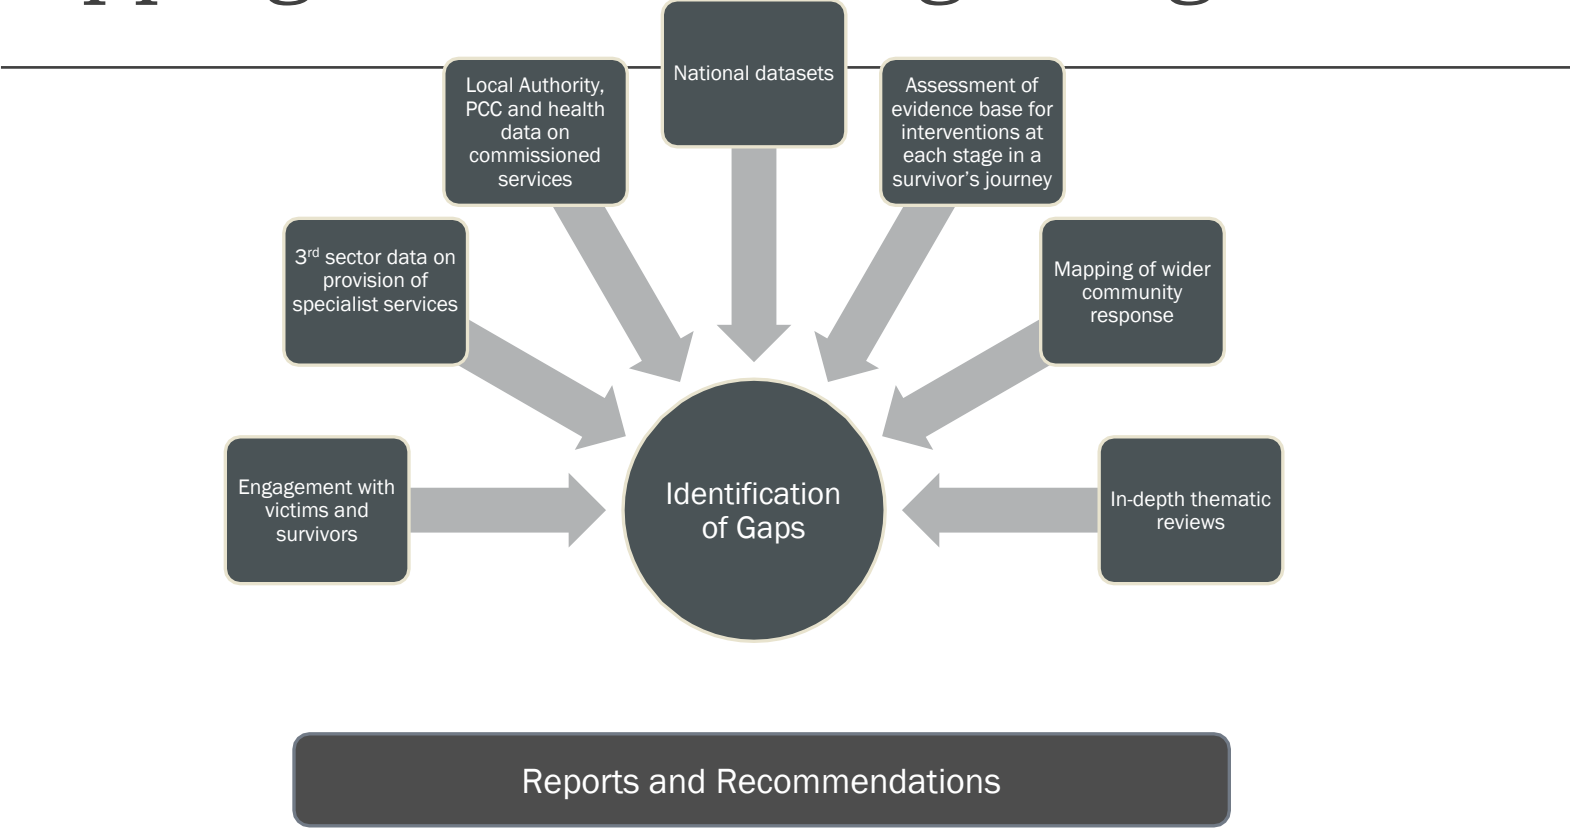 National datasets
Local Authority,
PCC and health
data on
commissioned
services
Assessment of
evidence base for
interventions at
each stage in a
survivor’s journey
3rd sector data on
provision of
specialist services
Mapping of wider
community
response
Engagement with
victims and
survivors
Identification
of Gaps
In-depth thematic
reviews
Reports and Recommendations